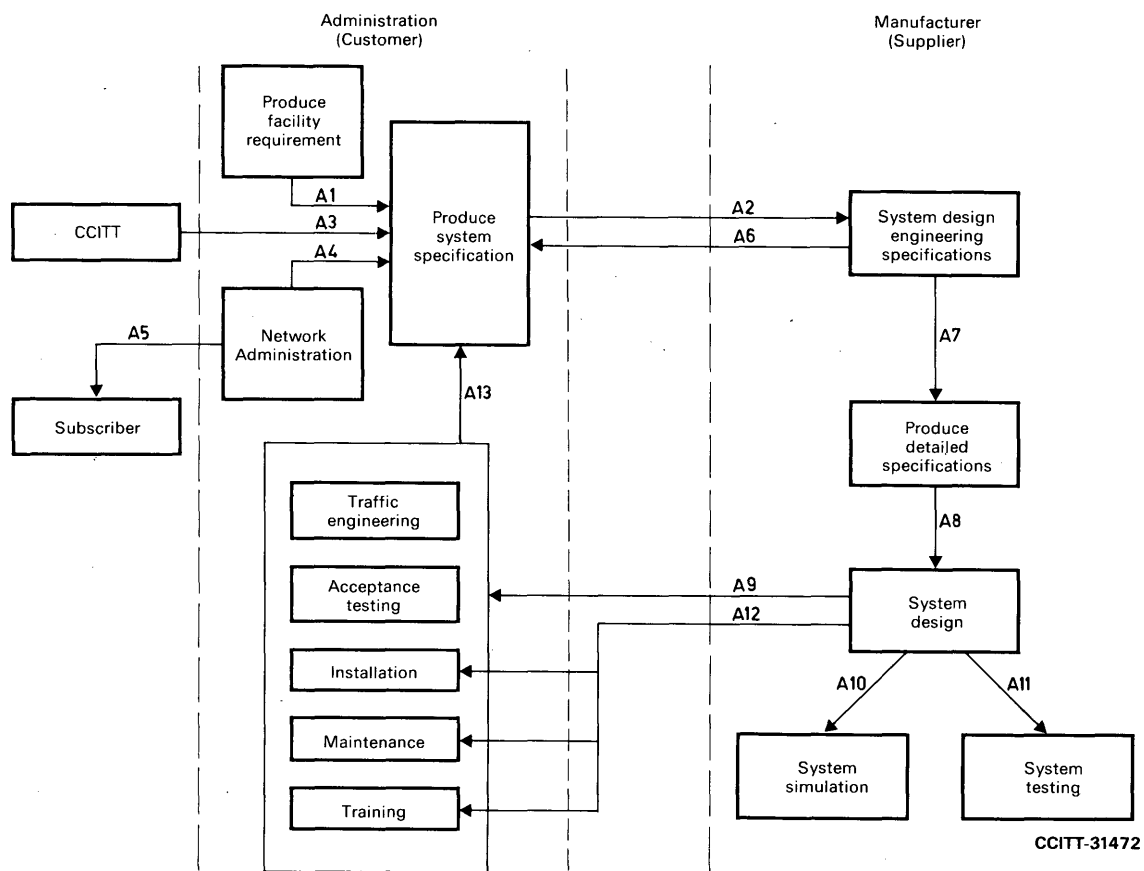 Administration
(Customer)
Manufacturer
(Supplier)
Produce
facility
requirement
A1
CCITT
A3
A4
Produce
system
specification
A2
A6
System design
engineering
specifications
A5
Network
Administration
A7
Subscriber
A13
Produce
detailed
specifications
Traffic
engineering
A8
Acceptance
testing
A9
A12
System
design
Installation
A10
A11
Maintenance
System
simulation
System
testing
Training
CCITT-31472